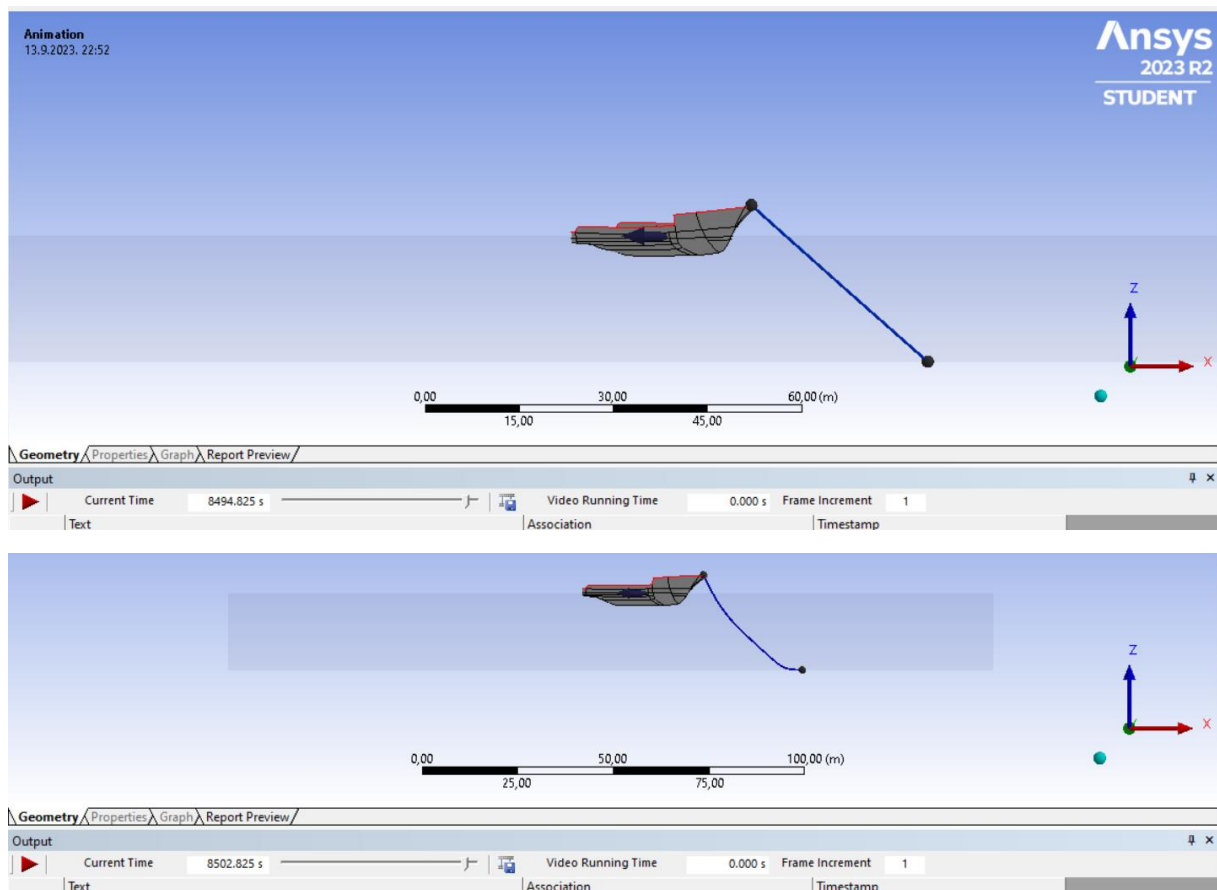 Animation
13.9.2023. 22:52
Ansys
2023 R2
STUDENT
Z
X
0,00 30,00 60,00 (m)
15,00 45,00
Geometry Properties Graph Report Preview
Output
Current Time 8494.825 s Video Running Time 0.000 s Frame Increment 1
Text Association Timestamp
Z
X
0,00 50,00 100,00 (m)
25,00 75,00
Geometry Properties Graph Report Preview
Output
Current Time 8502.825 s Video Running Time 0.000 s Frame Increment 1
Text Association Timestamp